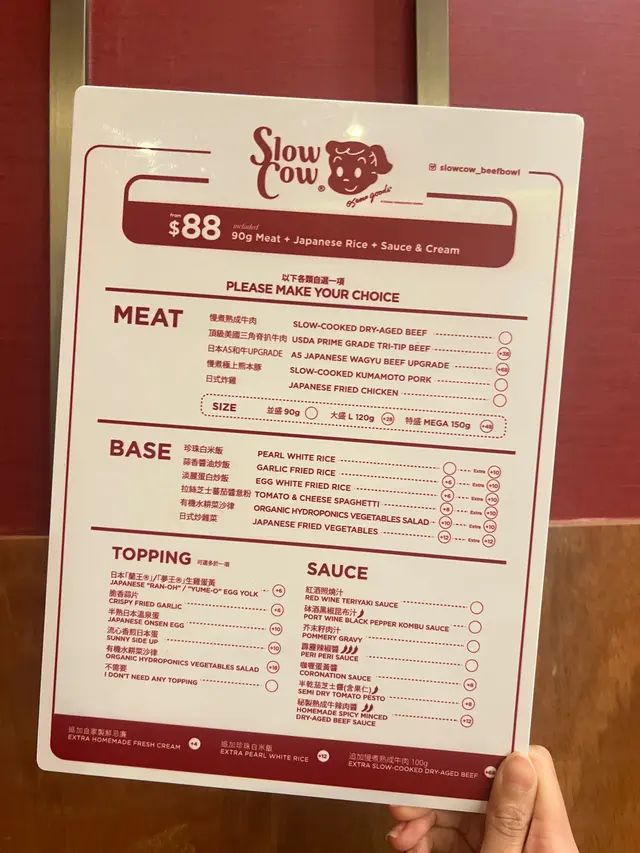 Slow
Cow®
slowcow_beefbowl
from
$88
included
90g Meat + Japanese Rice + Sauce & Cream
以下各類自選一項
PLEASE MAKE YOUR CHOICE
MEAT
慢煮熟成牛肉 SLOW-COOKED DRY-AGED BEEF
頂級美國三角脊扒牛肉 USDA PRIME GRADE TRI-TIP BEEF +38
日本A5和牛UPGRADE A5 JAPANESE WAGYU BEEF UPGRADE +68
慢煮極上熊本豚 SLOW-COOKED KUMAMOTO PORK
日式炸雞 JAPANESE FRIED CHICKEN
SIZE 並盛 90g 大盛 L 120g +28 特盛 MEGA 150g +48
BASE
珍珠白米飯 PEARL WHITE RICE Extra +10
蒜香醬油炒飯 GARLIC FRIED RICE +6 Extra +10
淡麗蛋白炒飯 EGG WHITE FRIED RICE +6 Extra +10
拉絲芝士蕃茄醬意粉 TOMATO & CHEESE SPAGHETTI +8 Extra +10
有機水耕菜沙律 ORGANIC HYDROPONICS VEGETABLES SALAD +10 Extra +10
日式炒雜菜 JAPANESE FRIED VEGETABLES +12 Extra +12
TOPPING 可選多於一項
日本「蘭王®」/「夢王®」生雞蛋黃
JAPANESE "RAN-OH" / "YUME-O" EGG YOLK +6
脆香蒜片
CRISPY FRIED GARLIC +6
半熟日本溫泉蛋
JAPANESE ONSEN EGG +10
流心香煎日本蛋
SUNNY SIDE UP +10
有機水耕菜沙律
ORGANIC HYDROPONICS VEGETABLES SALAD +18
不需要
I DON'T NEED ANY TOPPING
SAUCE
紅酒照燒汁
RED WINE TERIYAKI SAUCE
砵酒黑椒昆布汁
PORT WINE BLACK PEPPER KOMBU SAUCE
芥末籽肉汁
POMMERY GRAVY
霹靂辣椒醬
PERI PERI SAUCE
咖喱蛋黃醬
CORONATION SAUCE +8
半乾茄芝士醬(含果仁)
SEMI DRY TOMATO PESTO +8
秘製熟成牛辣肉醬
HOMEMADE SPICY MINCED
DRY-AGED BEEF SAUCE +12
追加自家製鮮忌廉
EXTRA HOMEMADE FRESH CREAM +4
追加珍珠白米飯
EXTRA PEARL WHITE RICE +12
追加慢煮熟成牛肉 100g
EXTRA SLOW-COOKED DRY-AGED BEEF